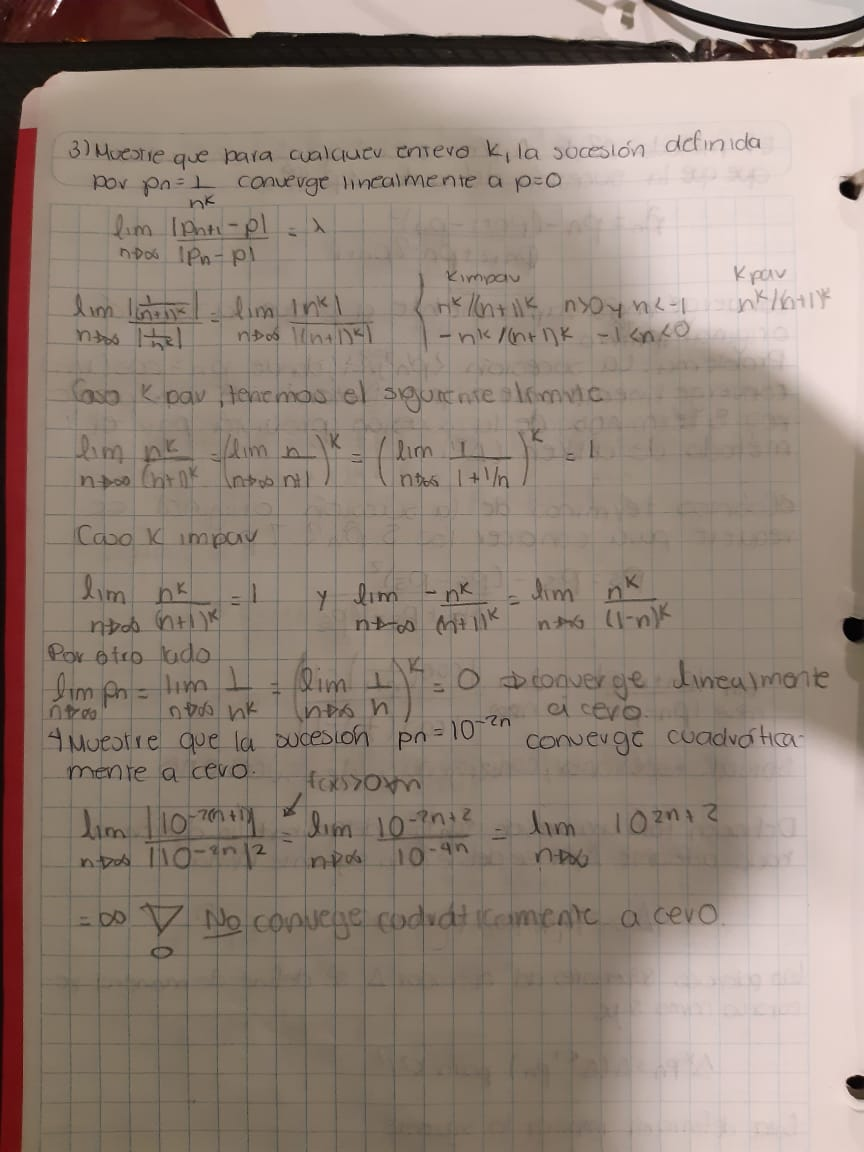 3) Muestre que para cualquier entero k, la sucesión definida
por pn = 1/n^k converge linealmente a p=0
lim n→∞ |pn+1 - p| / |pn - p| = λ
k impar k par
lim n→∞ |1/(n+1)^k| / |1/n^k| = lim n→∞ |n^k| / |(n+1)^k| { n^k/(n+1)^k n>0 y n<-1 n^k/(n+1)^k
-n^k/(n+1)^k -1<n<0
Caso k par, tenemos el siguiente límite
lim n→∞ n^k/(n+1)^k = (lim n→∞ n/n+1)^k = (lim n→∞ 1/1+1/n)^k = 1
Caso k impar
lim n→∞ n^k/(n+1)^k = 1 y lim n→-∞ -n^k/(n+1)^k = lim n→∞ n^k/(1-n)^k
Por otro lado
lim n→∞ pn = lim n→∞ 1/n^k = (lim n→∞ 1/n)^k = 0 ⇒ converge linealmente
a cero.
4 Muestre que la sucesión pn = 10^-2n converge cuadrática-
mente a cero.
f(x)>0 ∀n
lim n→∞ |10^-2(n+1)| / |10^-2n|^2 = lim n→∞ 10^-2n+2 / 10^-4n = lim n→∞ 10^2n+2
= ∞ ∇ No convege cadráticamente a cero.